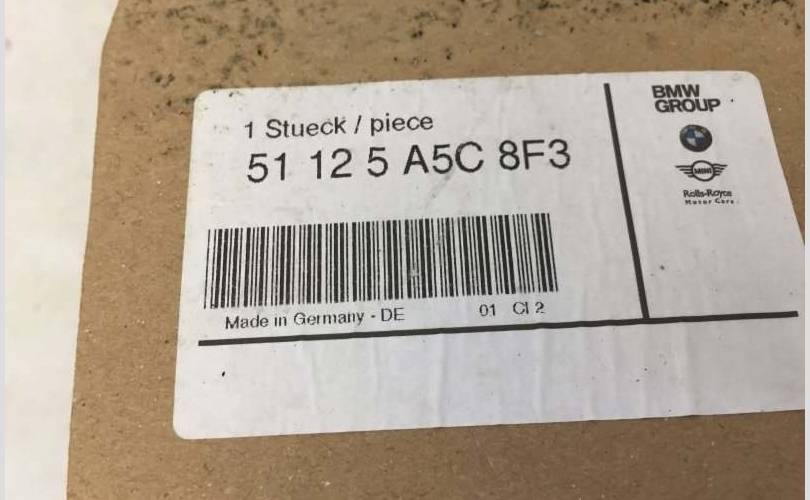 1 Stueck / piece
51 12 5 A5C 8F3
Made in Germany - DE 01 CI 2
BMW
GROUP
MINI
Rolls-Royce
Motor Cars